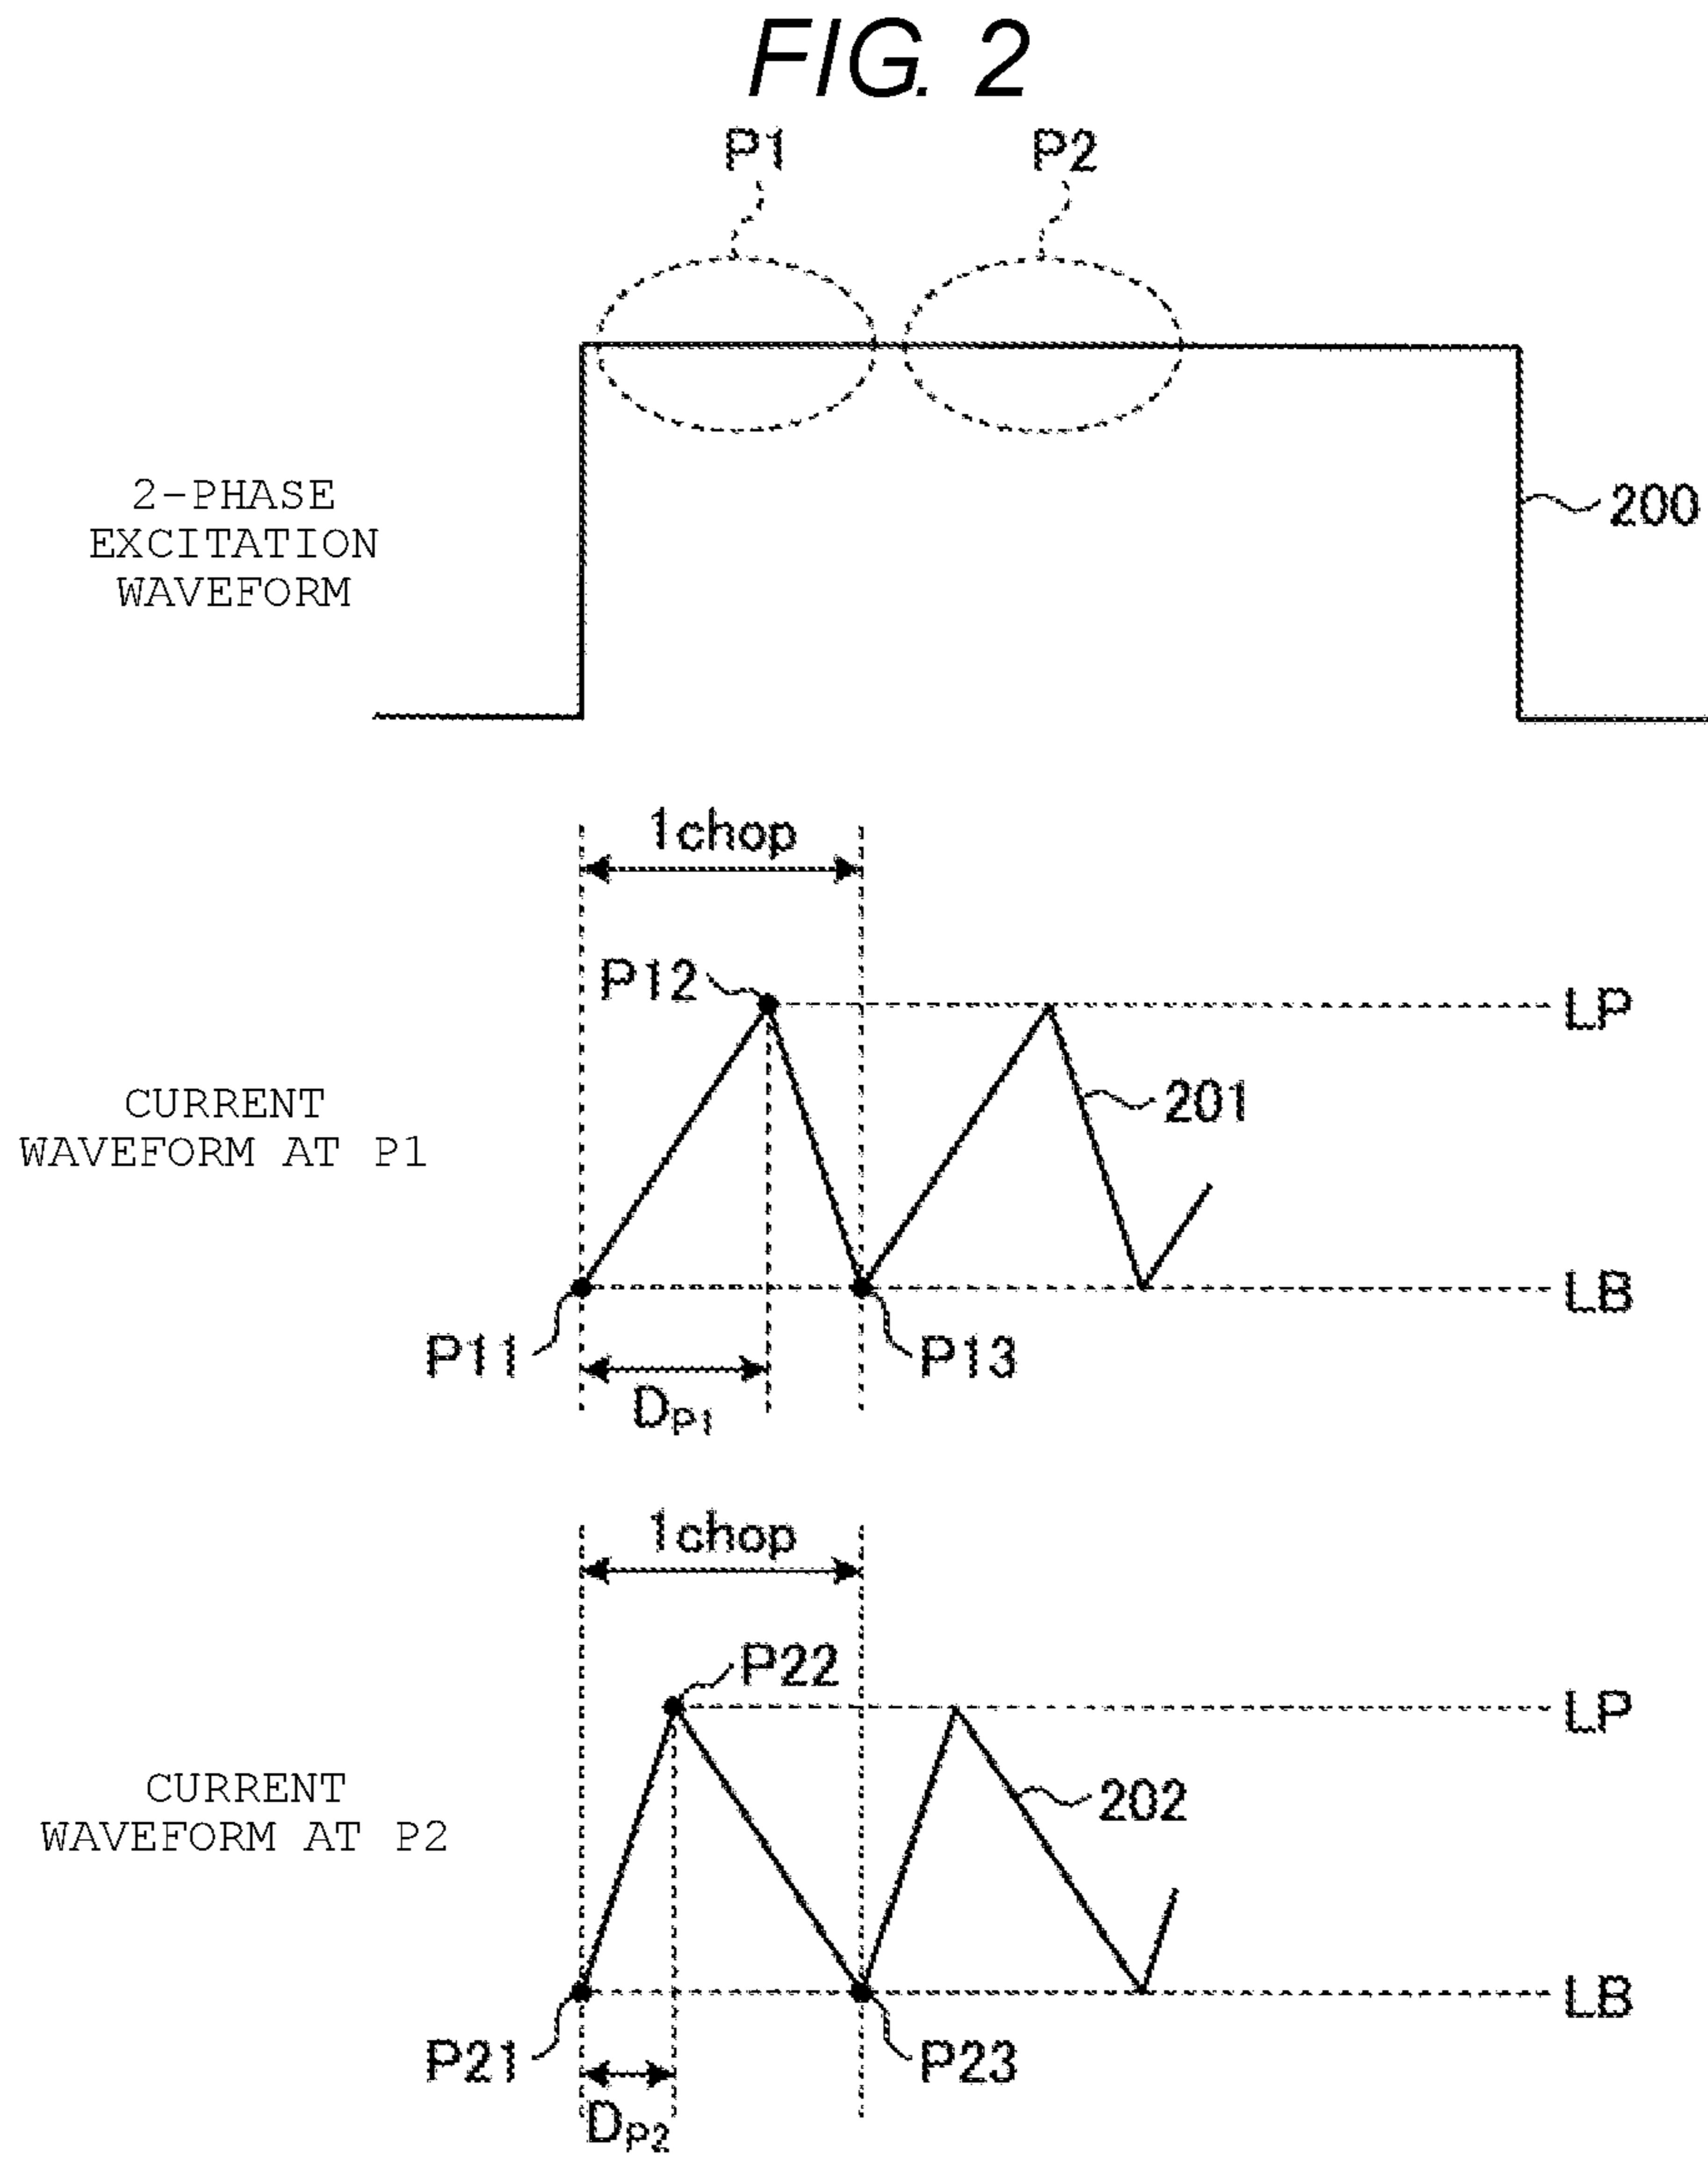 FIG. 2
P1
P2
2-PHASE
EXCITATION
WAVEFORM
200
1chop
P12
LP
CURRENT
WAVEFORM AT P1
201
LB
P11
P13
DP1
1chop
P22
LP
CURRENT
WAVEFORM AT P2
202
LB
P21
P23
DP2